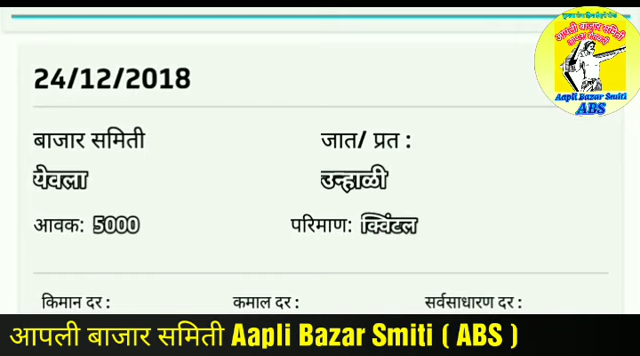 24/12/2018
बाजार समिती
जात/ प्रत :
येवला
उन्हाळी
आवक: 5000
परिमाण: क्विंटल
किमान दर :
कमाल दर :
सर्वसाधारण दर :
आपली बाजार समिती Aapli Bazar Smiti ( ABS )
Aapli Bazar Smiti
ABS